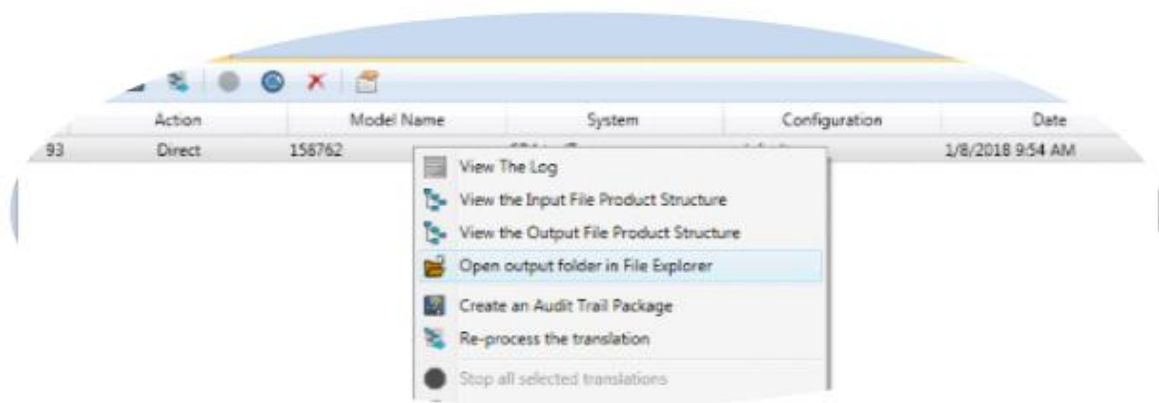 Action Model Name System Configuration Date
93 Direct 158762 1/8/2018 9:54 AM
View The Log
View the Input File Product Structure
View the Output File Product Structure
Open output folder in File Explorer
Create an Audit Trail Package
Re-process the translation
Stop all selected translations